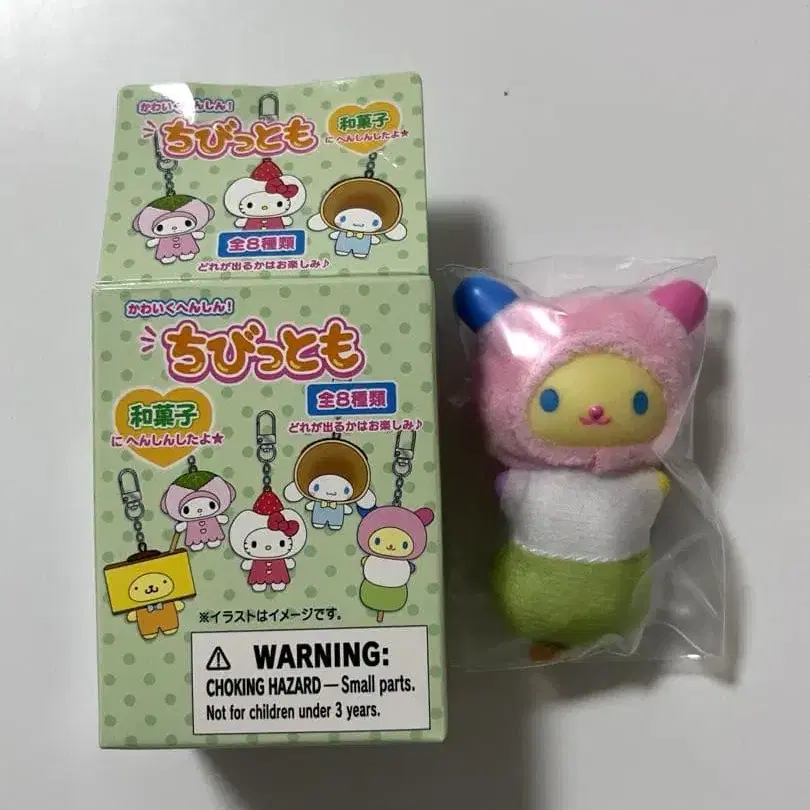 かわいくへんしん!
ちびっとも
和菓子
にへんしんしたよ★
全8種類
どれが出るかはお楽しみ♪
かわいくへんしん!
ちびっとも
和菓子
にへんしんしたよ★
全8種類
どれが出るかはお楽しみ♪
※イラストはイメージです。
WARNING:
CHOKING HAZARD — Small parts.
Not for children under 3 years.